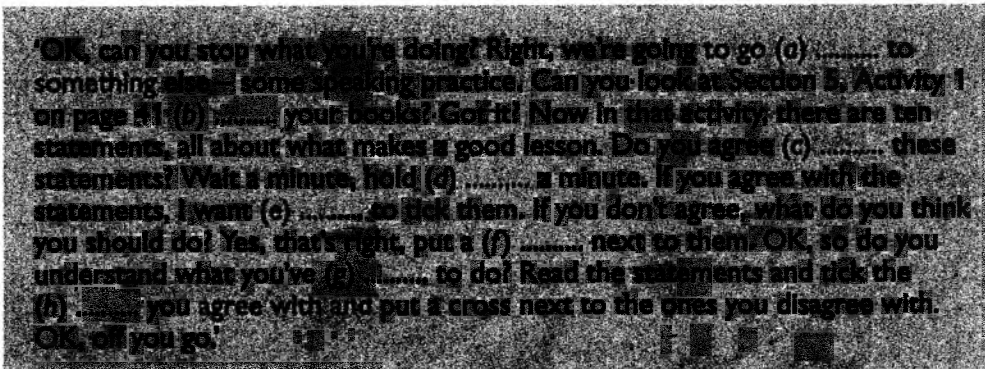 'OK, can you stop what you're doing? Right, we're going to go (a) ......... to
something else – some speaking practice. Can you look at Section 5, Activity 1
on page 11 (b) ......... your books? Got it? Now in that activity, there are ten
statements, all about what makes a good lesson. Do you agree (c) ......... these
statements? Wait a minute, hold (d) ......... a minute. If you agree with the
statements, I want (e) ......... to tick them. If you don't agree, what do you think
you should do? Yes, that's right, put a (f) ......... next to them. OK, so do you
understand what you've (g) ......... to do? Read the statements and tick the
(h) ......... you agree with and put a cross next to the ones you disagree with.
OK, off you go.'